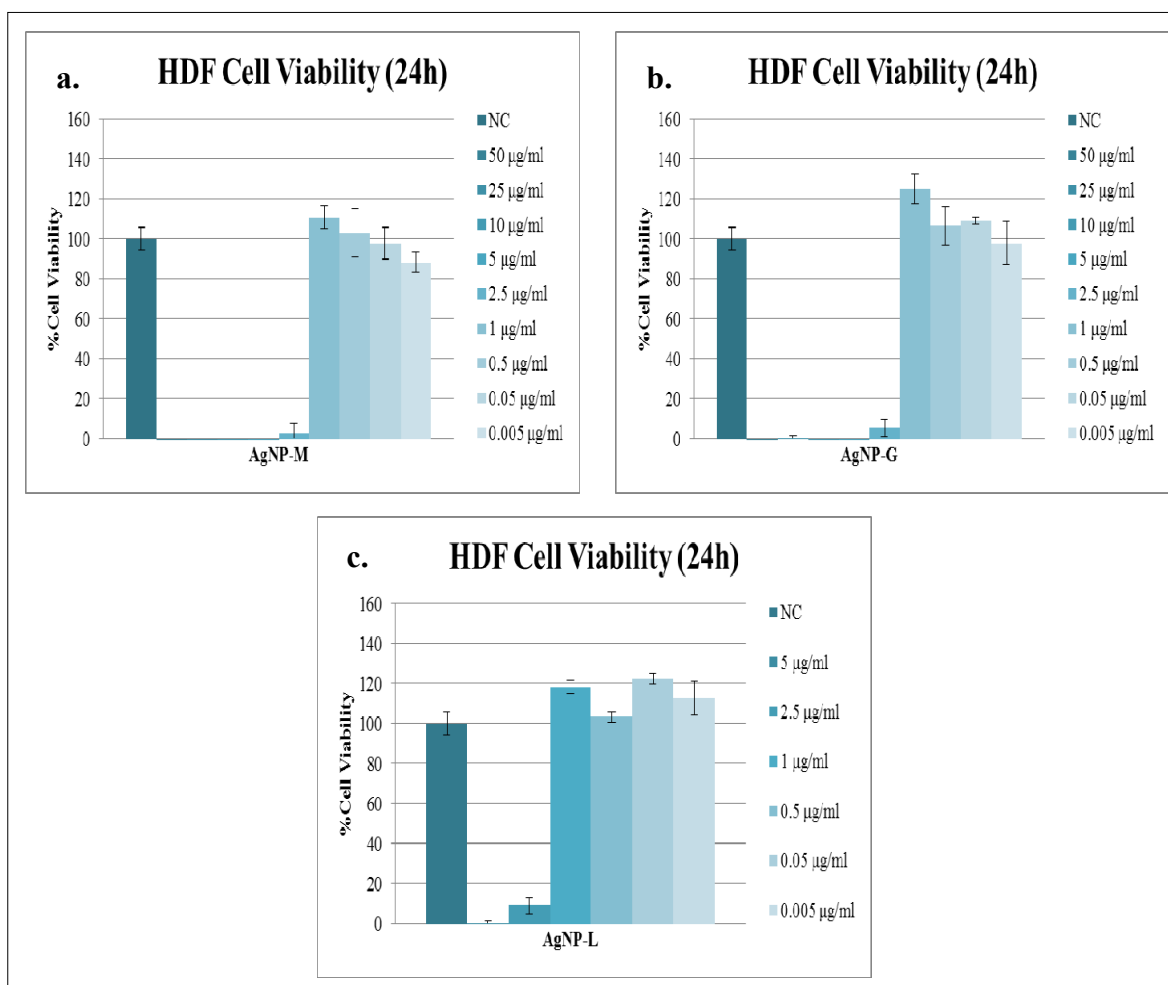 a.
HDF Cell Viability (24h)
%Cell Viability
160
140
120
100
80
60
40
20
0
AgNP-M
NC
50 µg/ml
25 µg/ml
10 µg/ml
5 µg/ml
2.5 µg/ml
1 µg/ml
0.5 µg/ml
0.05 µg/ml
0.005 µg/ml
b.
HDF Cell Viability (24h)
%Cell Viability
160
140
120
100
80
60
40
20
0
AgNP-G
NC
50 µg/ml
25 µg/ml
10 µg/ml
5 µg/ml
2.5 µg/ml
1 µg/ml
0.5 µg/ml
0.05 µg/ml
0.005 µg/ml
c.
HDF Cell Viability (24h)
%Cell Viability
160
140
120
100
80
60
40
20
0
AgNP-L
NC
5 µg/ml
2.5 µg/ml
1 µg/ml
0.5 µg/ml
0.05 µg/ml
0.005 µg/ml